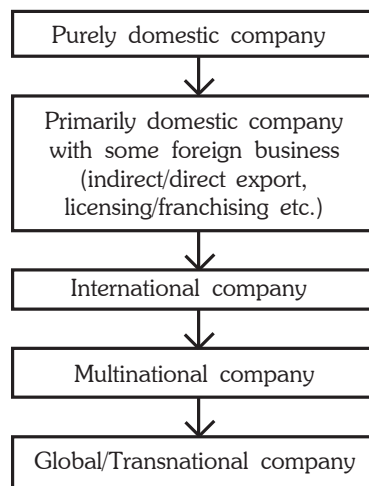 Purely domestic company
Primarily domestic company
with some foreign business
(indirect/direct export,
licensing/franchising etc.)
International company
Multinational company
Global/Transnational company